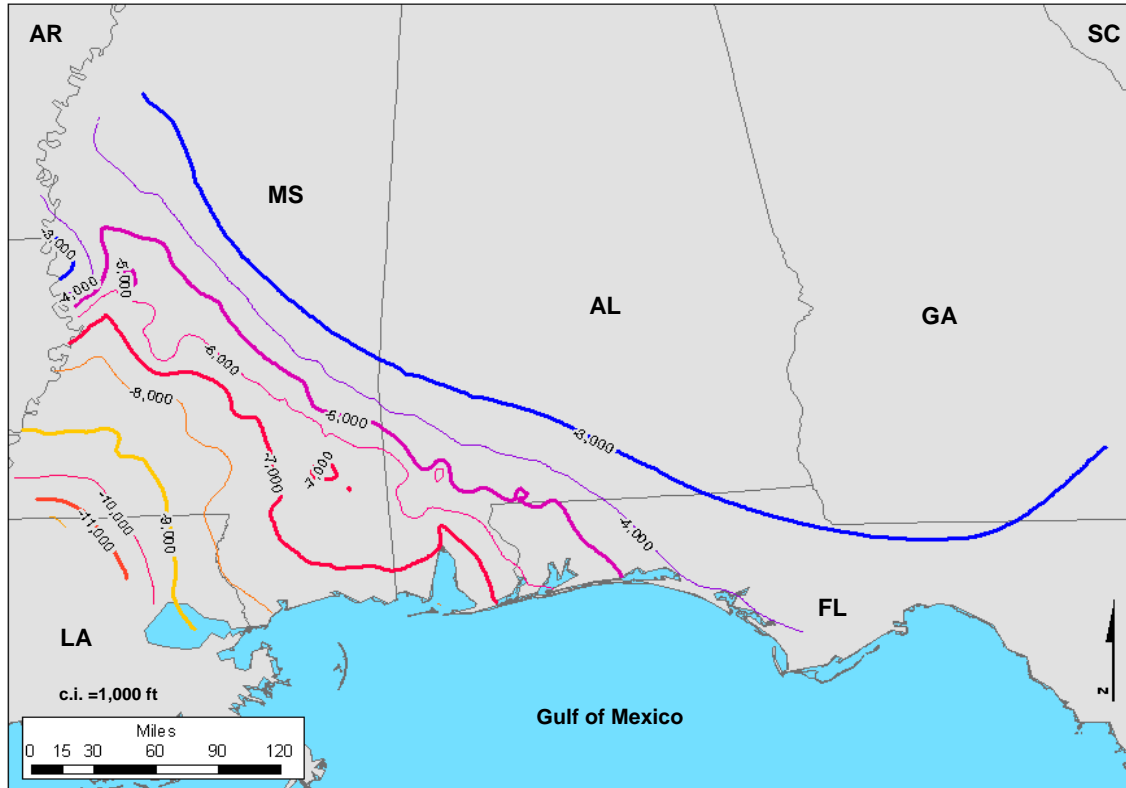 AR
SC
MS
AL
GA
-3,000
-4,000
-5,000
-6,000
-8,000
-5,000
-3,000
-7,000
-7,000
-4,000
-9,000
-10,000
-11,000
LA
FL
N
c.i. =1,000 ft
Gulf of Mexico
Miles
0 15 30 60 90 120